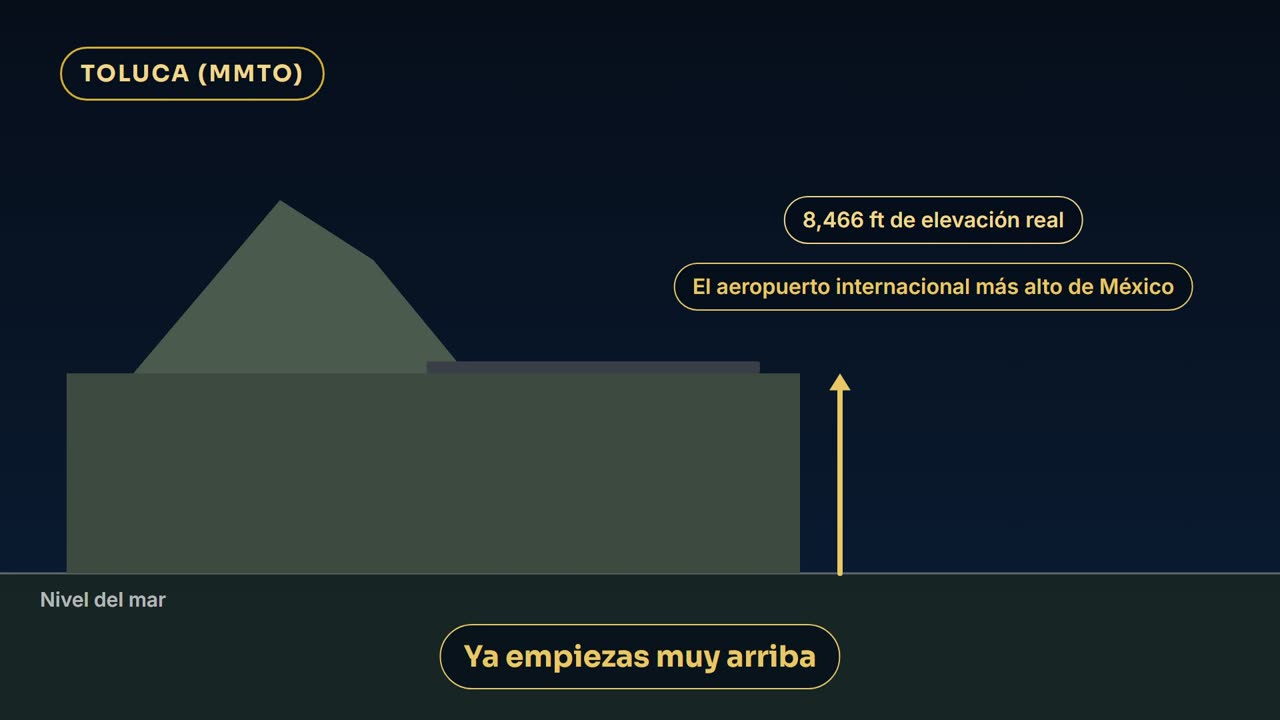 TOLUCA (MMTO)
8,466 ft de elevación real
El aeropuerto internacional más alto de México
Nivel del mar
Ya empiezas muy arriba